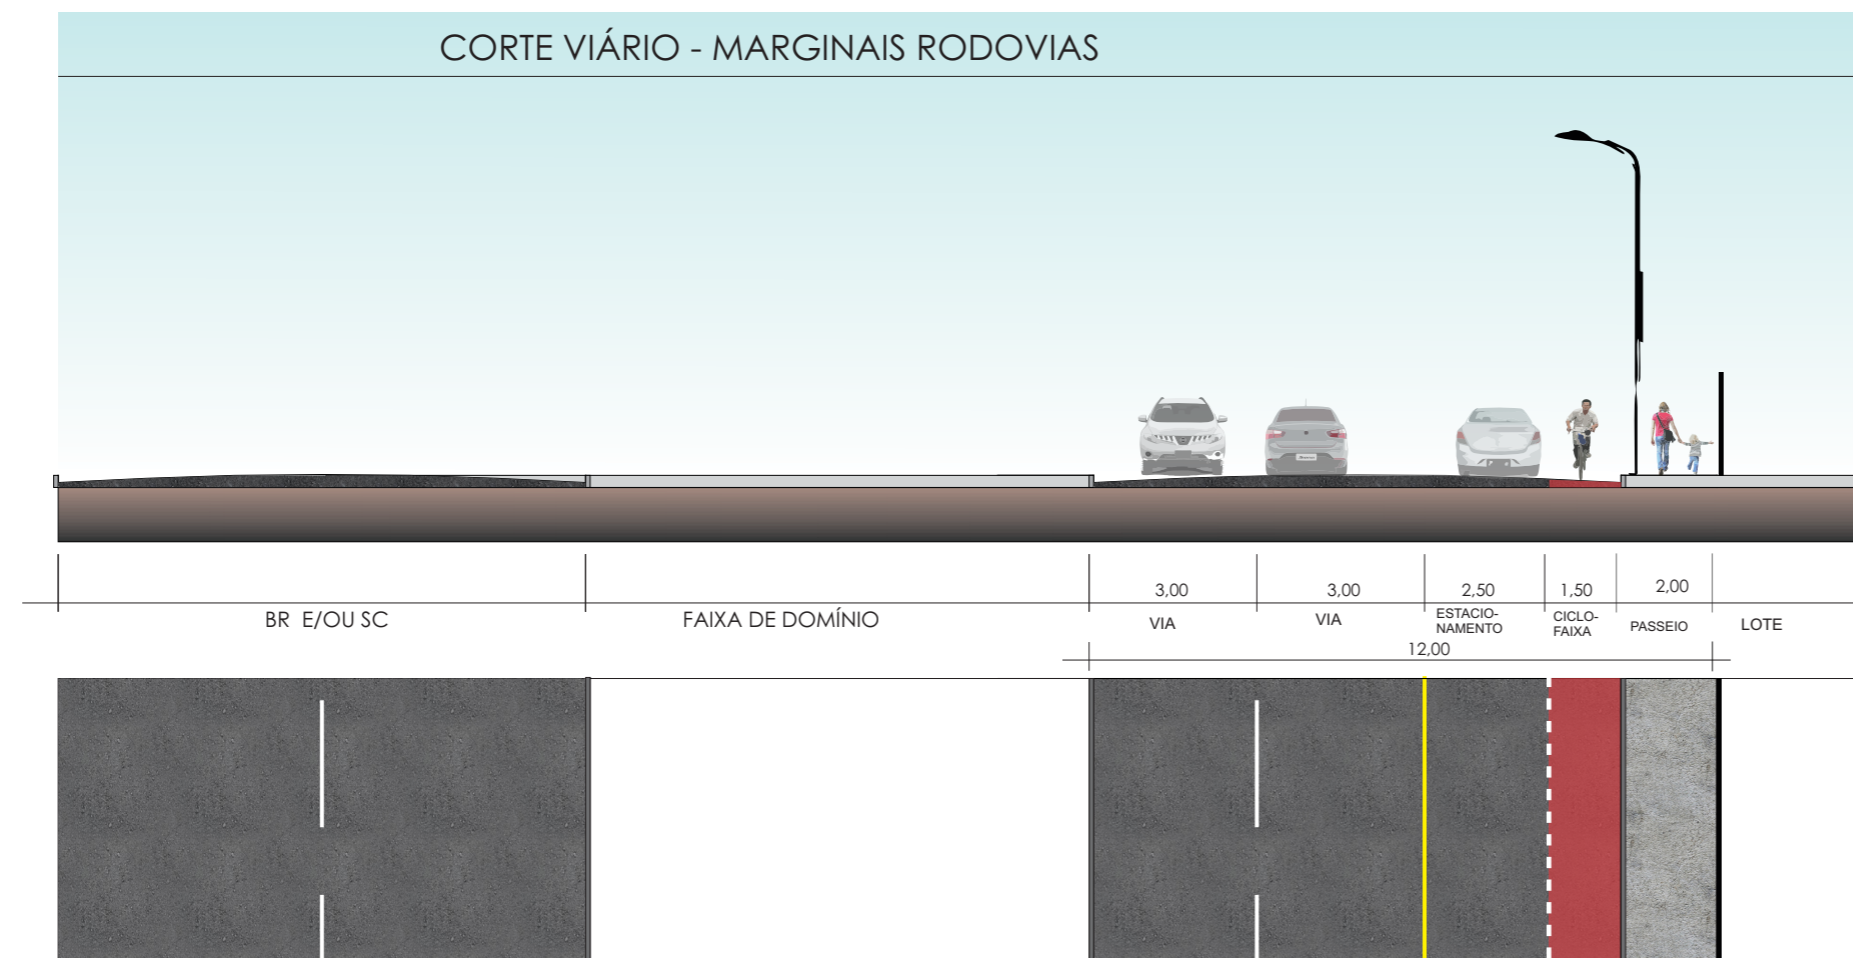 CORTE VIÁRIO - MARGINAIS RODOVIAS
3,00
3,00
2,50
1,50
2,00
BR E/OU SC
FAIXA DE DOMÍNIO
VIA
VIA
ESTACIO-
NAMENTO
CICLO-
FAIXA
PASSEIO
LOTE
12,00